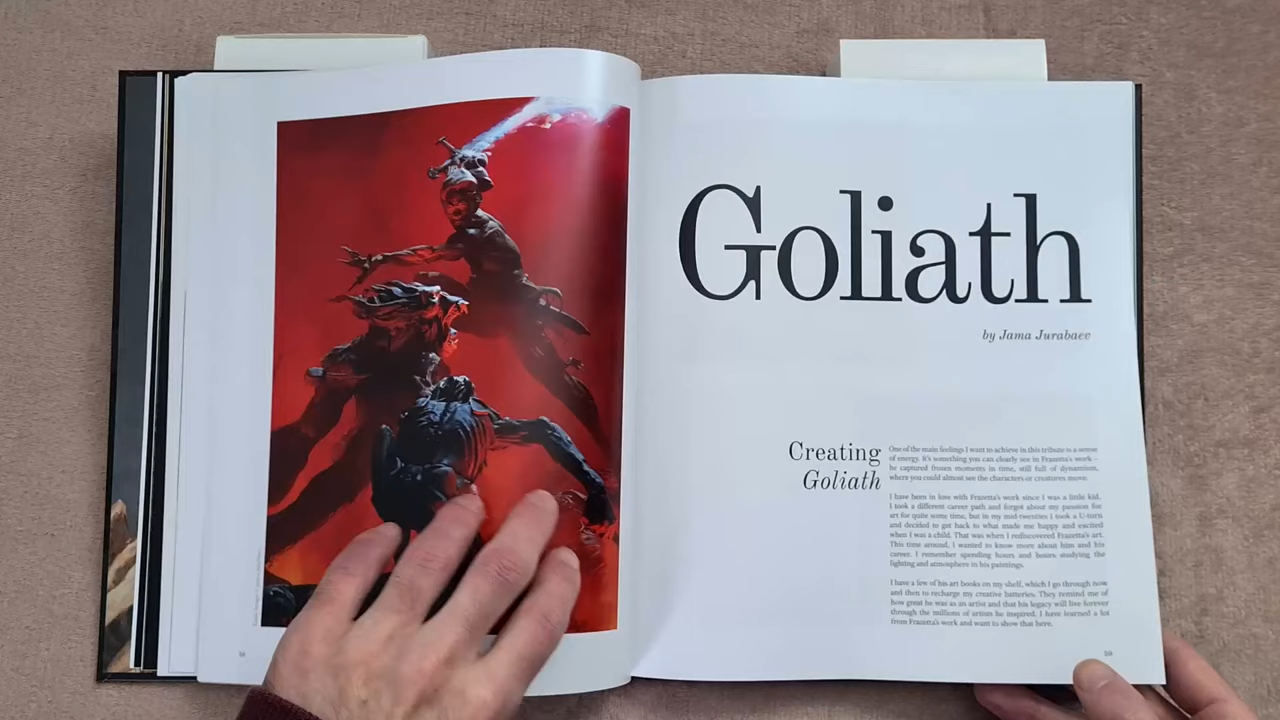 Goliath
by Jama Jurabaev
Creating
Goliath
One of the main feelings I want to achieve in this tribute is a sense
of energy. It's something you can clearly see in Frazetta's work –
he captured frozen moments in time, still full of dynamism,
where you could almost see the characters or creatures move.
I have been in love with Frazetta's work since I was a little kid.
I took a different career path and forgot about my passion for
art for quite some time, but in my mid-twenties I took a U-turn
and decided to get back to what made me happy and excited
when I was a child. That was when I rediscovered Frazetta's art.
This time around, I wanted to know more about him and his
career. I remember spending hours and hours studying the
lighting and atmosphere in his paintings.
I have a few of his art books on my shelf, which I go through now
and then to recharge my creative batteries. They remind me of
how great he was as an artist and that his legacy will live forever
through the millions of artists he inspired. I have learned a lot
from Frazetta's work and want to show that here.